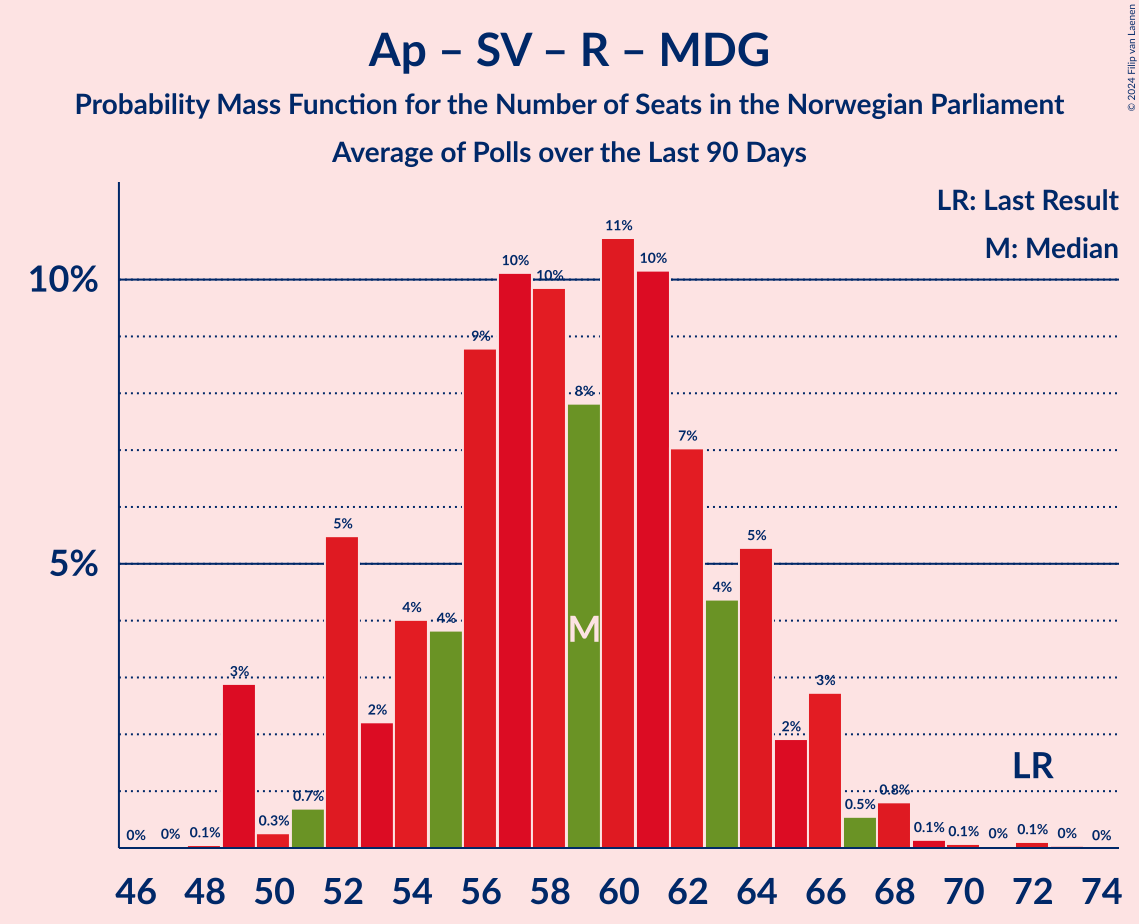 Ap – SV – R – MDG
Probability Mass Function for the Number of Seats in the Norwegian Parliament
Average of Polls over the Last 90 Days
© 2024 Filip van Laenen
LR: Last Result
M: Median
10%
5%
0% 0% 0.1% 3% 0.3% 0.7% 5% 2% 4% 4% 9% 10% 10% 8% 11% 10% 7% 4% 5% 2% 3% 0.5% 0.8% 0.1% 0.1% 0% 0.1% 0% 0%
M
LR
46 48 50 52 54 56 58 60 62 64 66 68 70 72 74